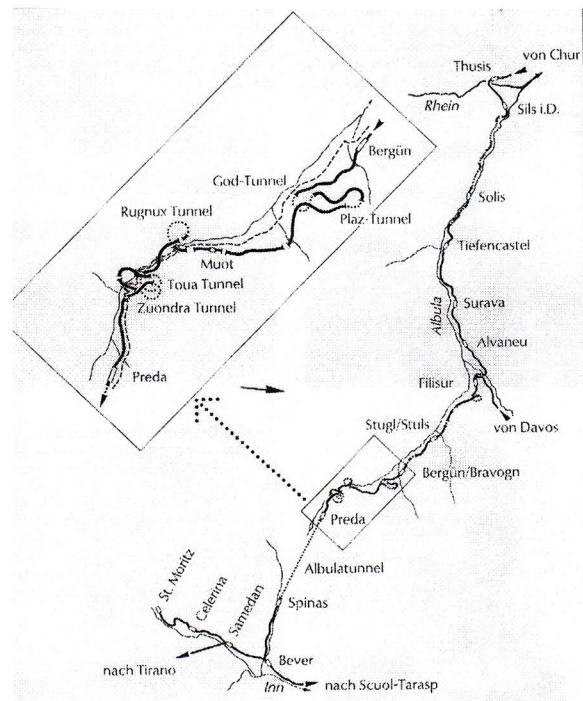 von Chur
Thusis
Rhein
Sils i.D.
Bergün
God-Tunnel
Solis
Rugnux Tunnel
Plaz-Tunnel
Tiefencastel
Muot
Toua Tunnel
Zuondra Tunnel
Albula
Surava
Alvaneu
Preda
Filisur
Stugl/Stuls
von Davos
Bergün/Bravogn
Preda
Albulatunnel
St. Moritz
Celerina
Samedan
Spinas
nach Tirano
Bever
Inn
nach Scuol-Tarasp